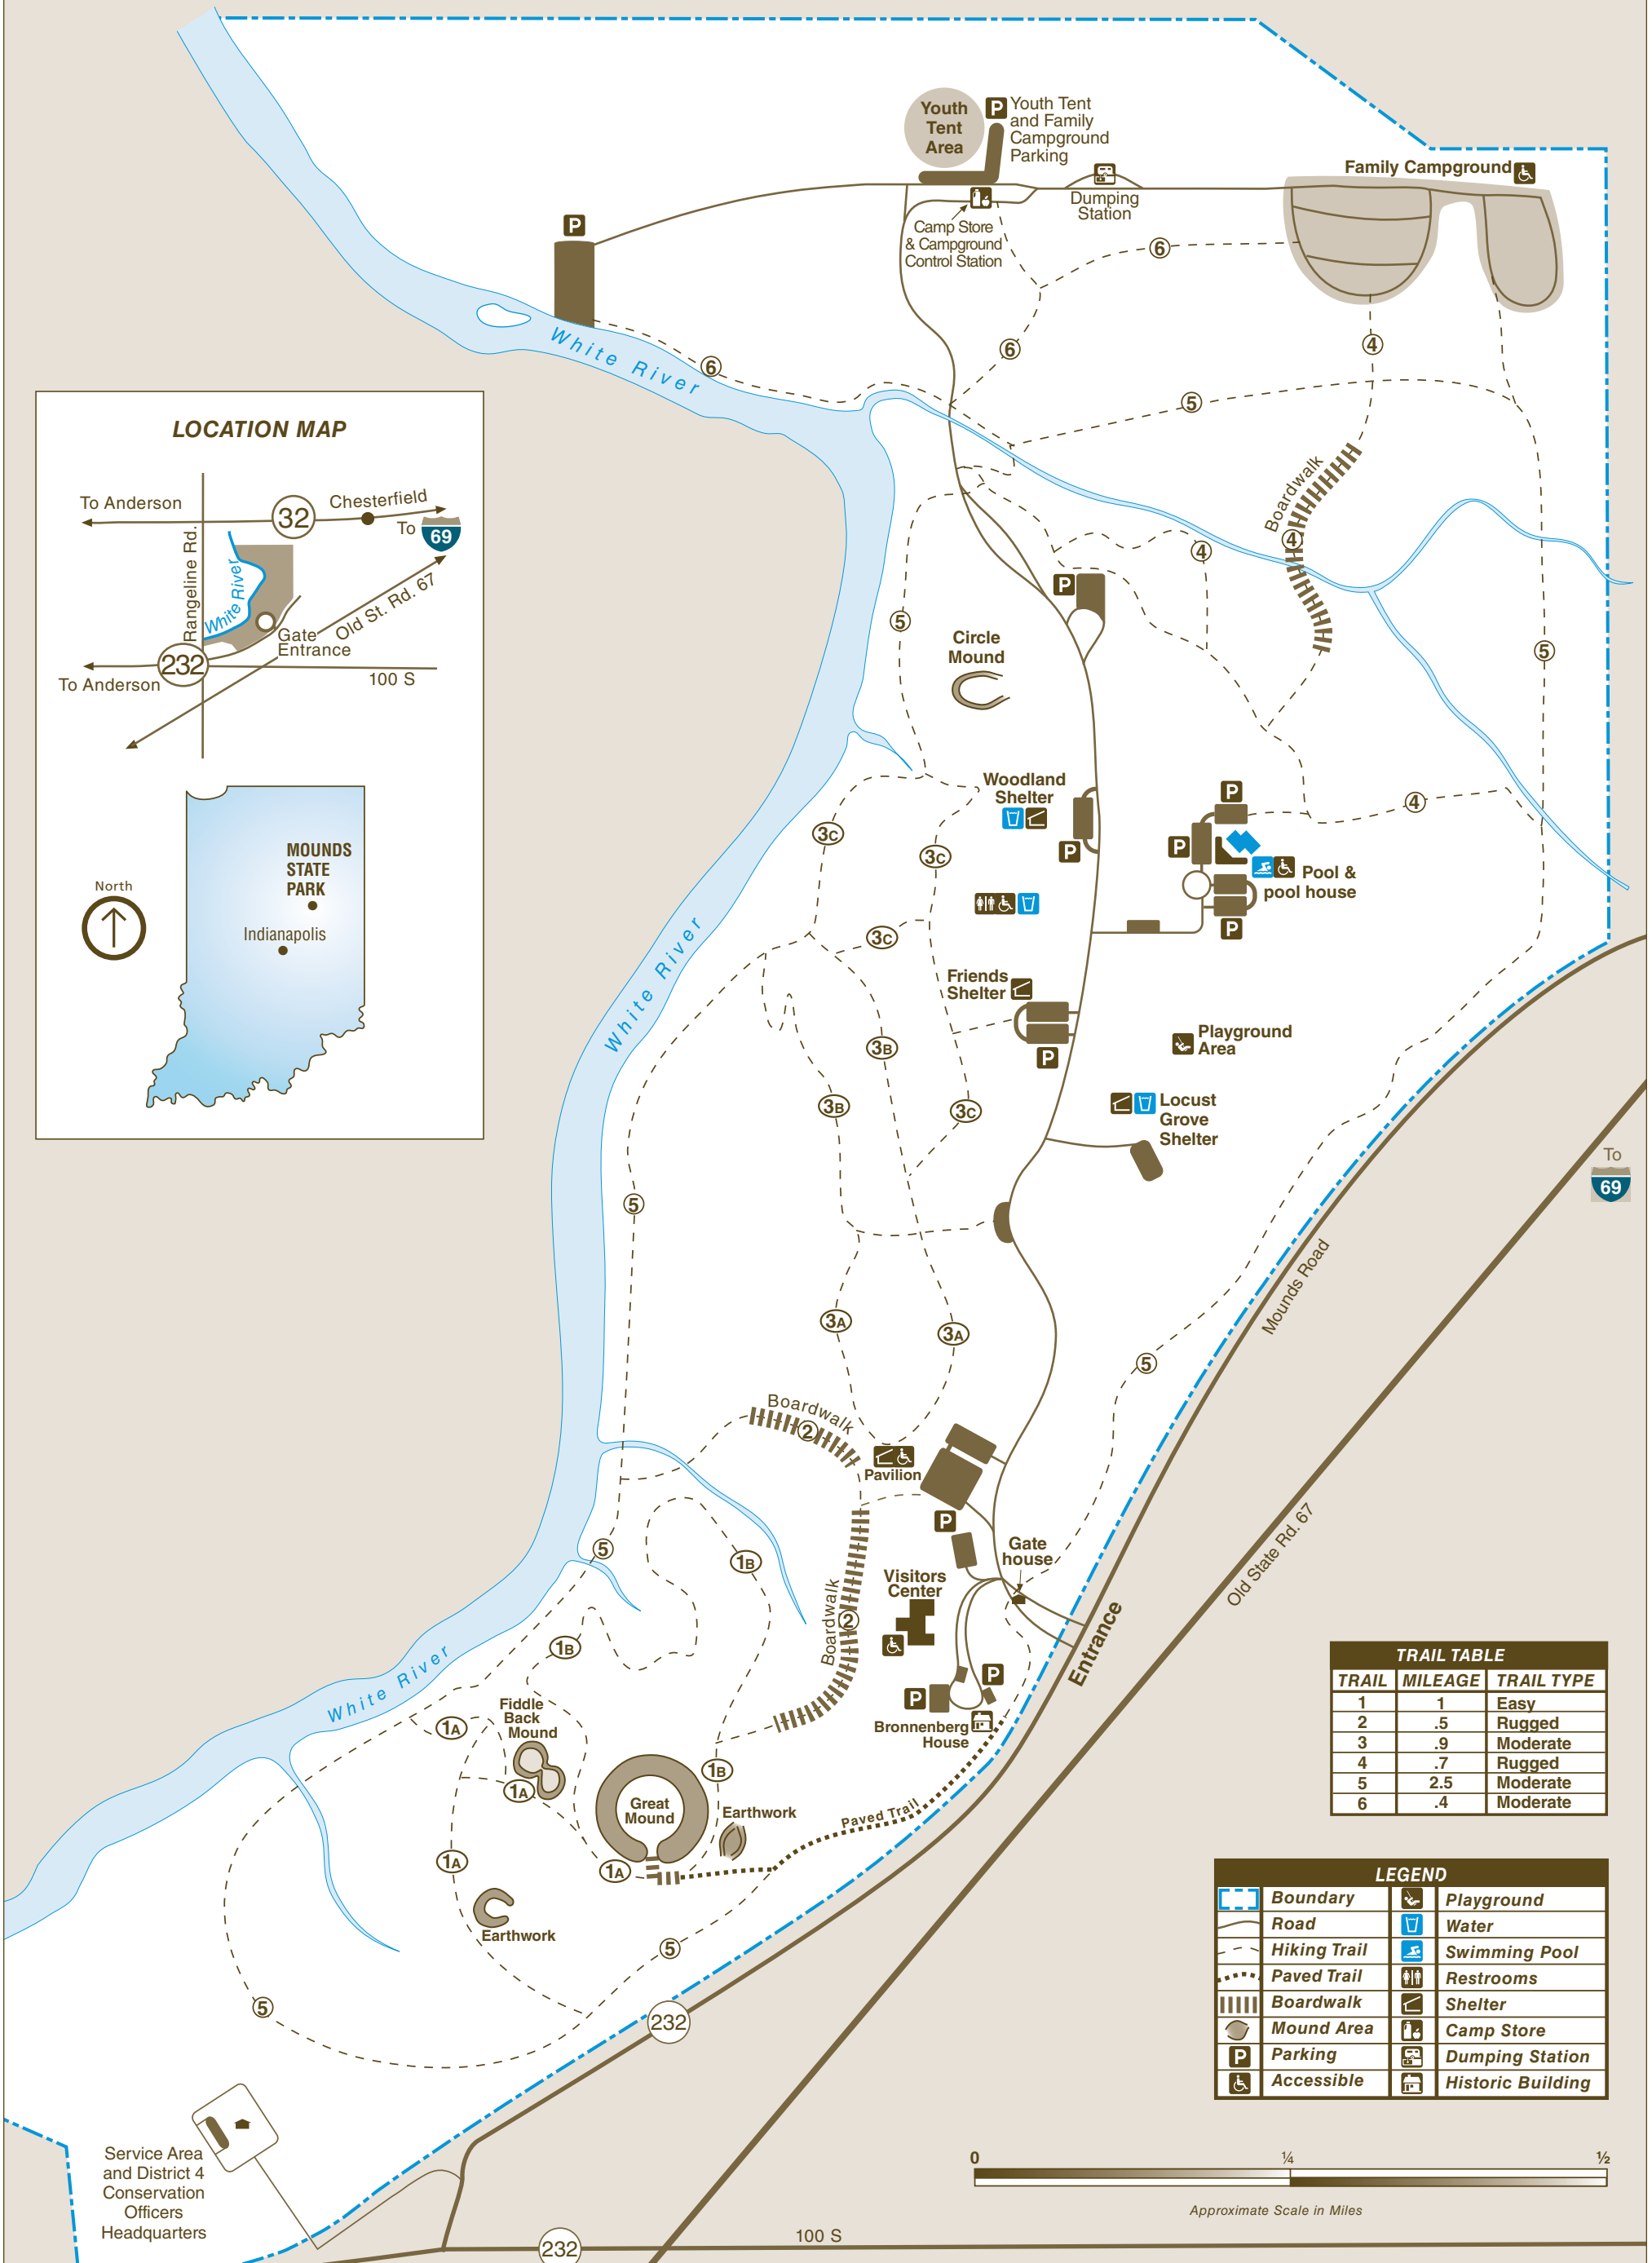 Youth
Tent
Area
P
Youth Tent
and Family
Campground
Parking
Family Campground
Dumping
Station
P
Camp Store
& Campground
Control Station
6
4
6
6
White River
5
LOCATION MAP
To Anderson
32
Chesterfield
To
69
Rangeline Rd.
White River
Old St. Rd. 67
Gate
Entrance
232
To Anderson
100 S
MOUNDS
STATE
PARK
North
Indianapolis
Boardwalk
4
4
P
5
Circle
Mound
5
Woodland
Shelter
P
4
3C
P
3C
P
Pool &
pool house
P
3C
White River
Friends
Shelter
P
Playground
Area
3B
3B
3C
Locust
Grove
Shelter
To
69
5
Mounds Road
3A
3A
5
Boardwalk
2
Pavilion
P
Old State Rd. 67
5
1B
Gate
house
Visitors
Center
Boardwalk
2
Entrance
1B
White River
P
P
Bronnenberg
House
Fiddle
Back
Mound
1A
1A
1B
Great
Mound
Earthwork
Paved Trail
1A
1A
Earthwork
5
5
232
TRAIL TABLE
TRAIL MILEAGE TRAIL TYPE
1 1 Easy
2 .5 Rugged
3 .9 Moderate
4 .7 Rugged
5 2.5 Moderate
6 .4 Moderate
LEGEND
Boundary Playground
Road Water
Hiking Trail Swimming Pool
Paved Trail Restrooms
Boardwalk Shelter
Mound Area Camp Store
P Parking Dumping Station
Accessible Historic Building
Service Area
and District 4
Conservation
Officers
Headquarters
0 ¼ ½
Approximate Scale in Miles
100 S
232